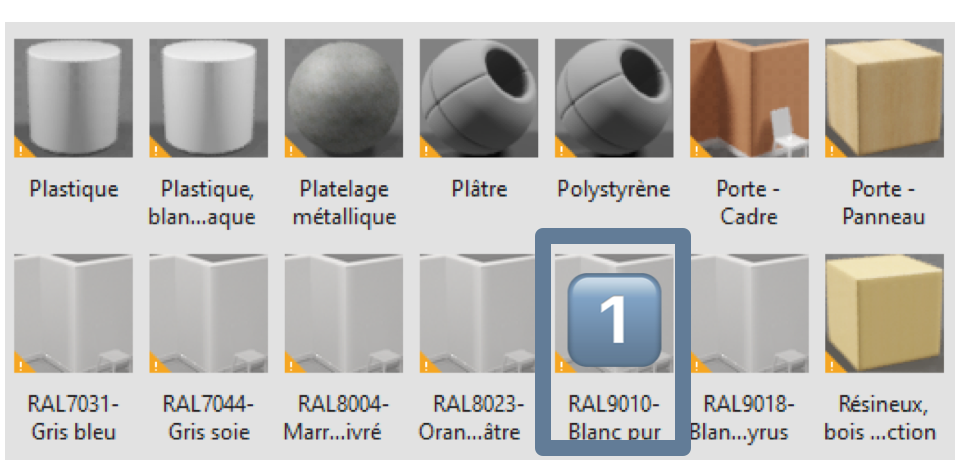 Plastique
Plastique,
blan...aque
Platelage
métallique
Plâtre
Polystyrène
Porte -
Cadre
Porte -
Panneau
1
RAL7031-
Gris bleu
RAL7044-
Gris soie
RAL8004-
Marr...ivré
RAL8023-
Oran...âtre
RAL9010-
Blanc pur
RAL9018-
Blan...yrus
Résineux,
bois ...ction